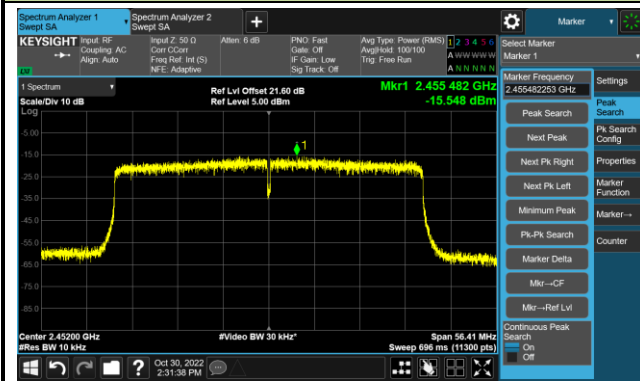 Spectrum Analyzer 1
Swept SA
Spectrum Analyzer 2
Swept SA
+
Marker
KEYSIGHT
Input: RF
Coupling: AC
Align: Auto
Input Z: 50 Ω
Corr CCorr
Freq Ref: Int (S)
NFE: Adaptive
Atten: 6 dB
PNO: Fast
Gate: Off
IF Gain: Low
Sig Track: Off
Avg Type: Power (RMS)
Avg|Hold: 100/100
Trig: Free Run
1 2 3 4 5 6
A W W W W W
A N N N N N
LV
Select Marker
Marker 1
1 Spectrum
Scale/Div 10 dB
Ref Lvl Offset 21.60 dB
Ref Level 5.00 dBm
Mkr1 2.455 482 GHz
-15.548 dBm
Log
-5.00
-15.0
-25.0
-35.0
-45.0
-55.0
-65.0
-75.0
-85.0
1
Center 2.45200 GHz
#Res BW 10 kHz
#Video BW 30 kHz*
Span 56.41 MHz
Sweep 696 ms (11300 pts)
Marker Frequency
2.455482253 GHz
Peak Search
Next Peak
Next Pk Right
Next Pk Left
Minimum Peak
Pk-Pk Search
Marker Delta
Mkr→CF
Mkr→Ref Lvl
Continuous Peak
Search
On
Off
Settings
Peak
Search
Pk Search
Config
Properties
Marker
Function
Marker→
Counter
?
Oct 30, 2022
2:31:38 PM